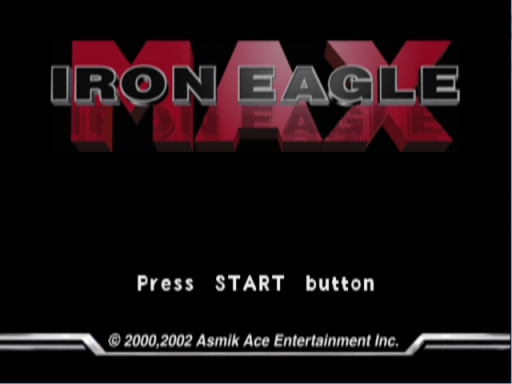 IRON EAGLE
MAX
Press START button
© 2000,2002 Asmik Ace Entertainment Inc.